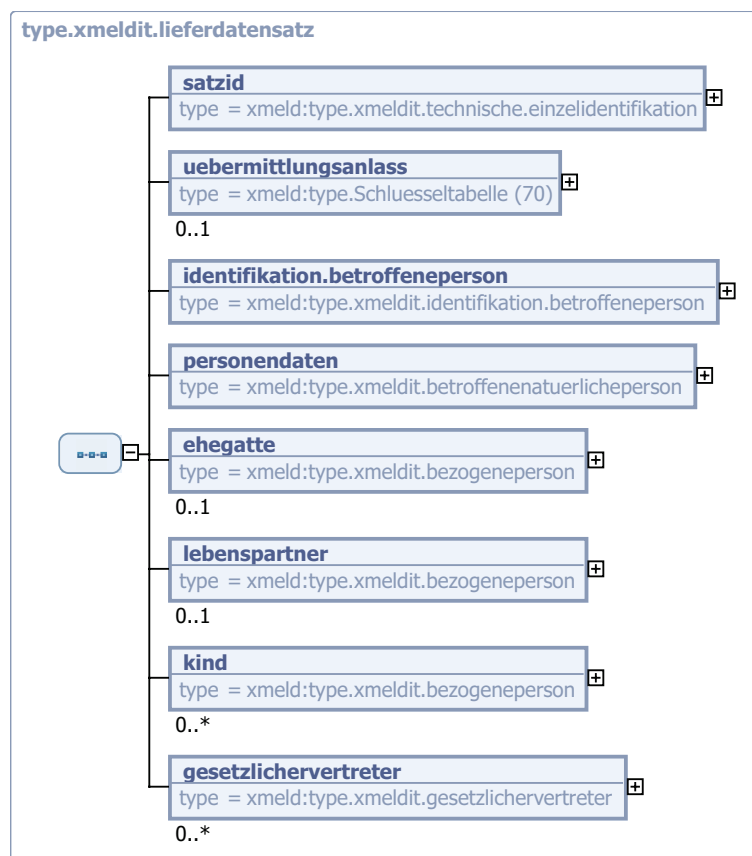 type.xmeldit.lieferdatensatz
satzid
type = xmeld:type.xmeldit.technische.einzelidentifikation
uebermittlungsanlass
type = xmeld:type.Schluesseltabelle (70)
0..1
identifikation.betroffeneperson
type = xmeld:type.xmeldit.identifikation.betroffeneperson
personendaten
type = xmeld:type.xmeldit.betroffenenatuerlicheperson
ehegatte
type = xmeld:type.xmeldit.bezogeneperson
0..1
lebenspartner
type = xmeld:type.xmeldit.bezogeneperson
0..1
kind
type = xmeld:type.xmeldit.bezogeneperson
0..*
gesetzlichervertreter
type = xmeld:type.xmeldit.gesetzlichervertreter
0..*